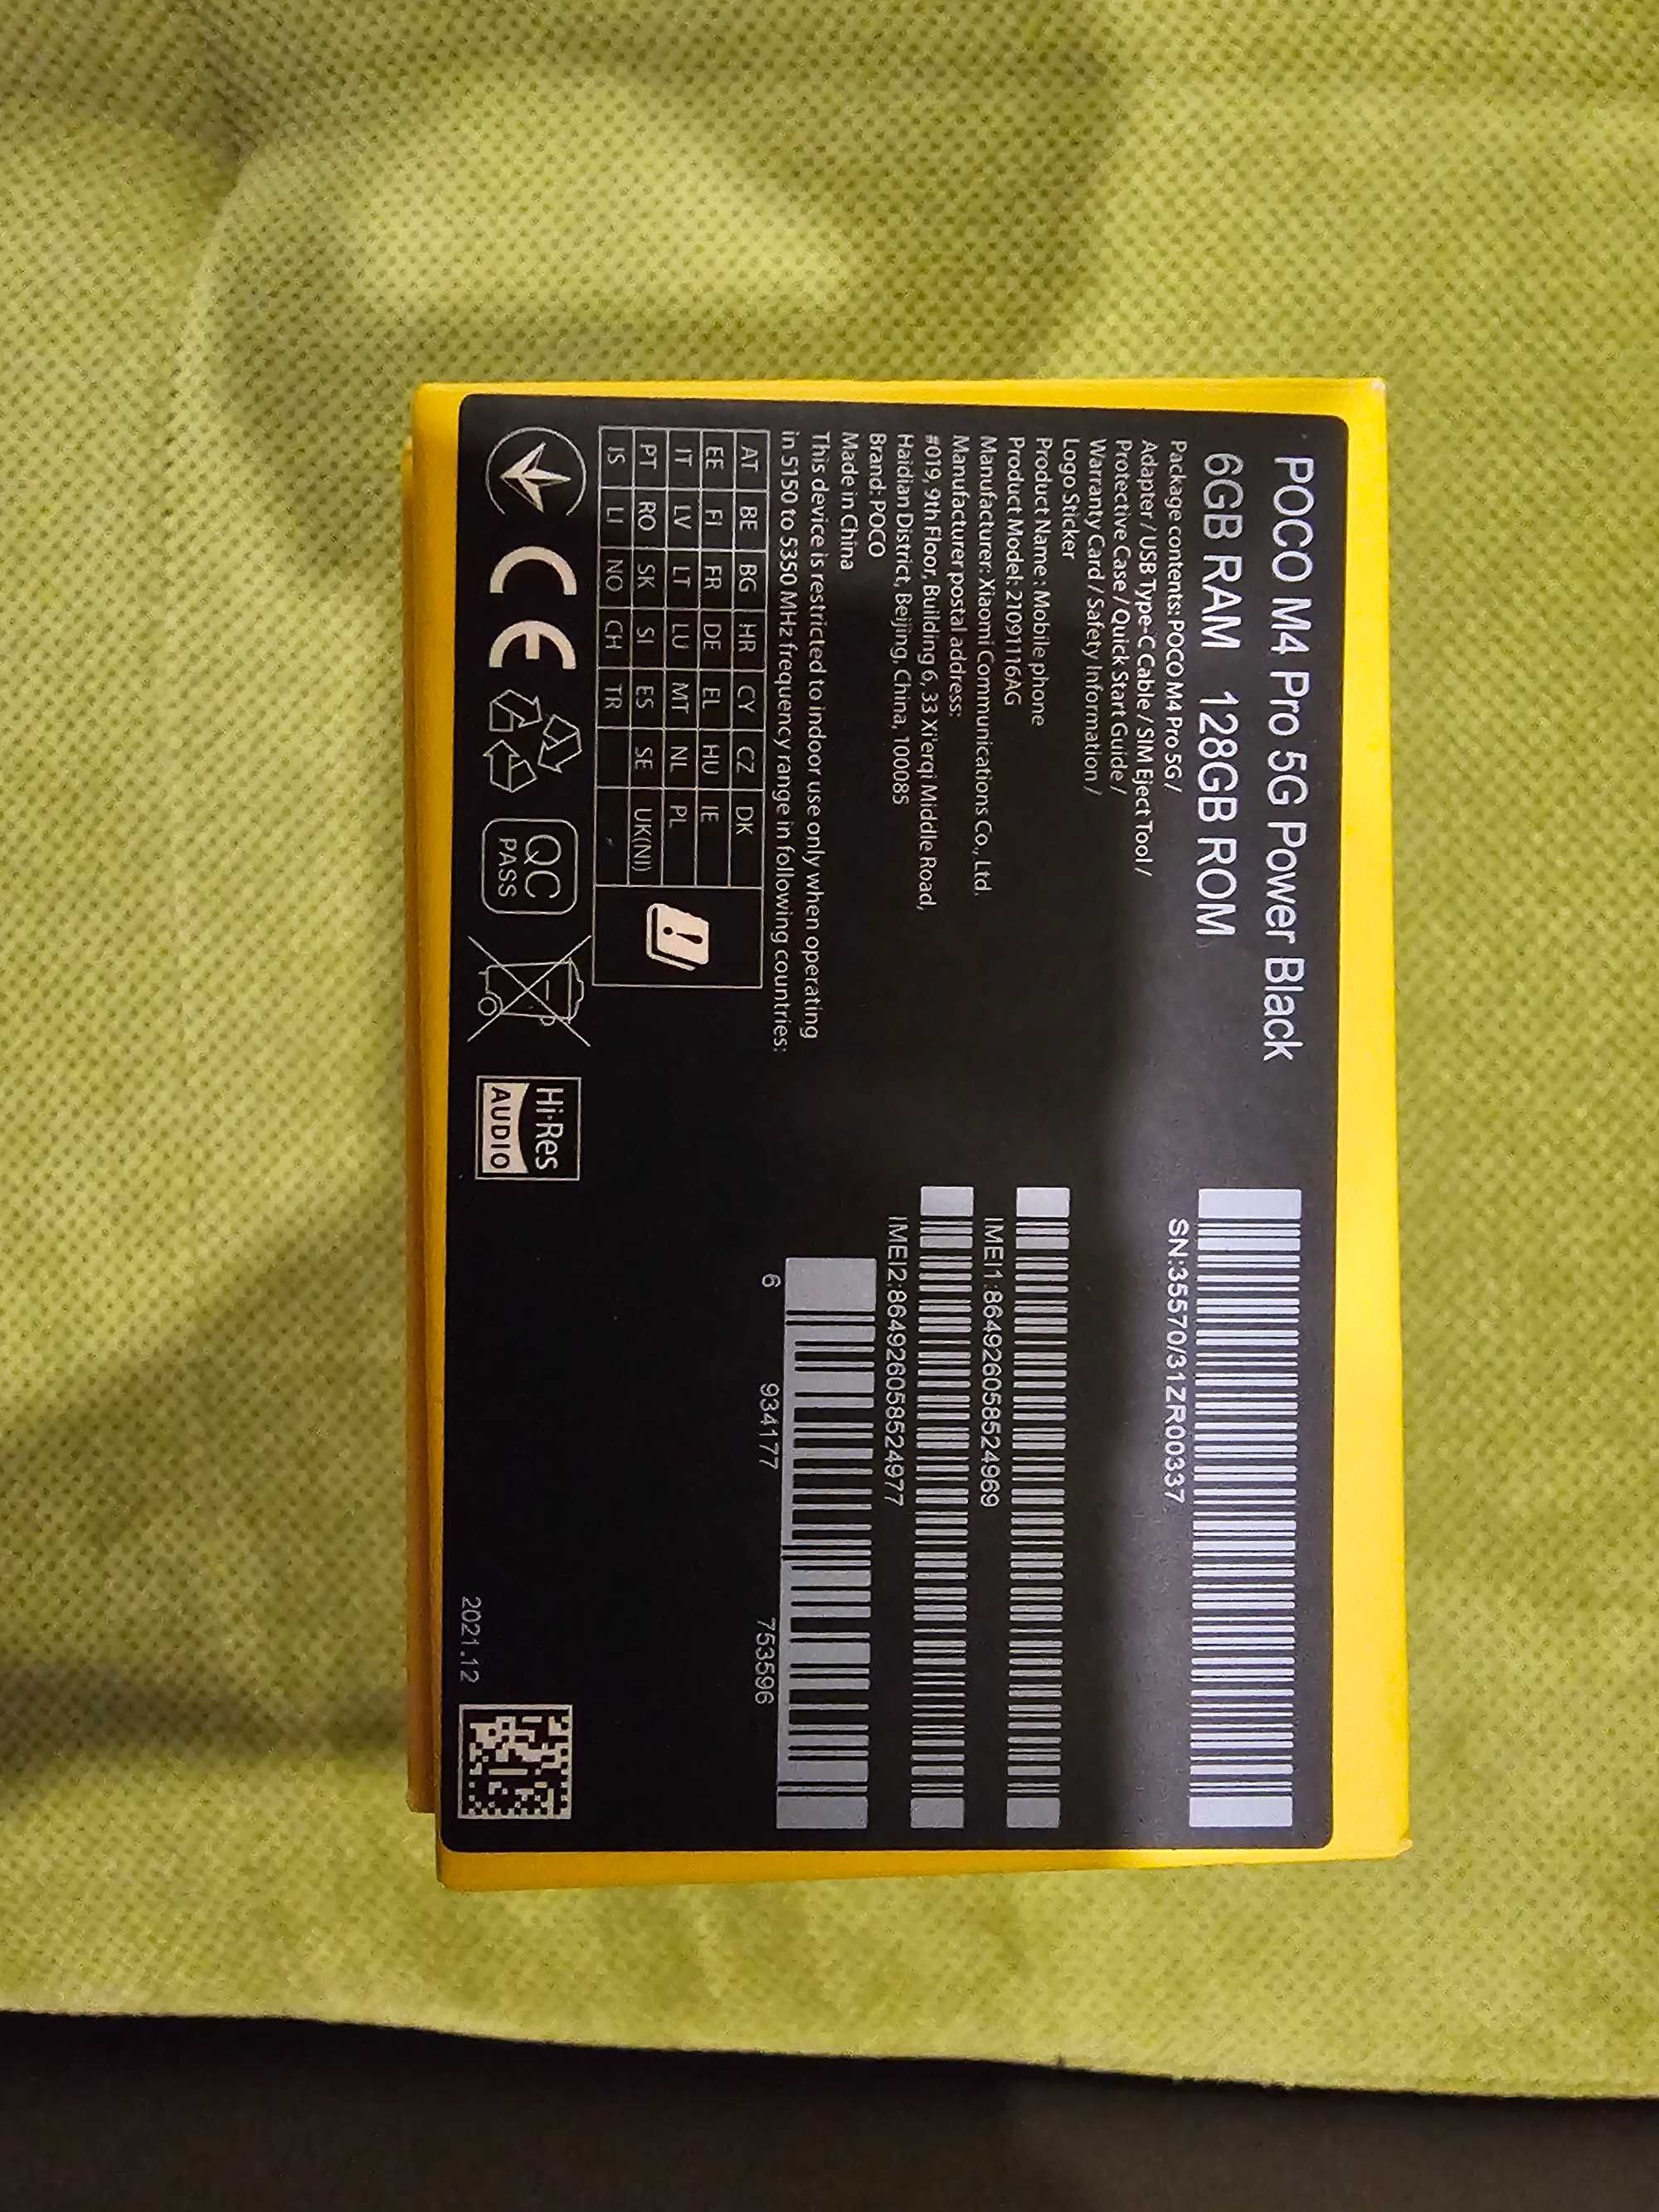 POCO M4 Pro 5G Power Black
6GB RAM 128GB ROM
Package contents:POCO M4 Pro 5G /
Adapter / USB Type-C Cable / SIM Eject Tool /
Protective Case / Quick Start Guide /
Warranty Card / Safety Information /
Logo Sticker
Product Name : Mobile phone
Product Model: 21091116AG
Manufacturer: Xiaomi Communications Co., Ltd.
Manufacturer postal address:
#019, 9th Floor, Building 6, 33 Xi'erqi Middle Road,
Haidian District, Beijing, China, 100085
Brand: POCO
Made in China
This device is restricted to indoor use only when operating
in 5150 to 5350 MHz frequency range in following countries:
AT BE BG HR CY CZ DK
EE FI FR DE EL HU IE
IT LV LT LU MT NL PL
PT RO SK SI ES SE UK(NI)
IS LI NO CH TR
CE
QC
PASS
Hi-Res
AUDIO
SN:35570/31ZR00337
IMEI1:864926058524969
IMEI2:864926058524977
6 934177 753596
2021.12